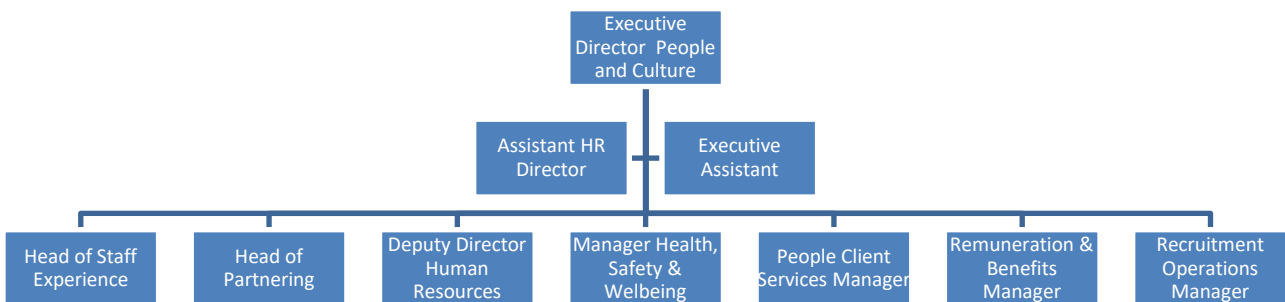 Executive
Director People
and Culture
Assistant HR
Director
Executive
Assistant
Head of Staff
Experience
Head of
Partnering
Deputy Director
Human
Resources
Manager Health,
Safety &
Welbeing
People Client
Services Manager
Remuneration &
Benefits
Manager
Recruitment
Operations
Manager